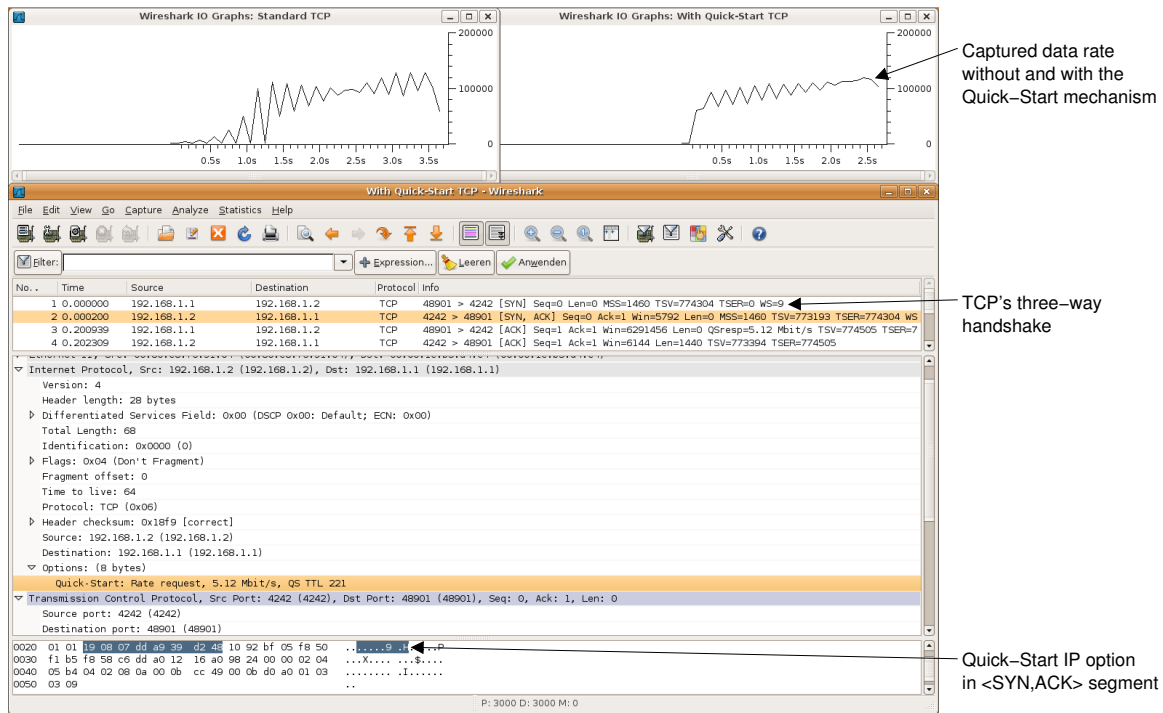 Wireshark IO Graphs: Standard TCP
200000
100000
0
0.5s 1.0s 1.5s 2.0s 2.5s 3.0s 3.5s
Wireshark IO Graphs: With Quick-Start TCP
200000
100000
0
0.5s 1.0s 1.5s 2.0s 2.5s
Captured data rate
without and with the
Quick−Start mechanism
With Quick-Start TCP - Wireshark
File Edit View Go Capture Analyze Statistics Help
Filter: Expression... Leeren Anwenden
No. . Time Source Destination Protocol Info
1 0.000000 192.168.1.1 192.168.1.2 TCP 48901 > 4242 [SYN] Seq=0 Len=0 MSS=1460 TSV=774304 TSER=0 WS=9
2 0.000200 192.168.1.2 192.168.1.1 TCP 4242 > 48901 [SYN, ACK] Seq=0 Ack=1 Win=5792 Len=0 MSS=1460 TSV=773193 TSER=774304 WS
3 0.200939 192.168.1.1 192.168.1.2 TCP 48901 > 4242 [ACK] Seq=1 Ack=1 Win=6291456 Len=0 QSresp=5.12 Mbit/s TSV=774505 TSER=7
4 0.202309 192.168.1.2 192.168.1.1 TCP 4242 > 48901 [ACK] Seq=1 Ack=1 Win=6144 Len=1440 TSV=773394 TSER=774505
TCP's three−way
handshake
Internet Protocol, Src: 192.168.1.2 (192.168.1.2), Dst: 192.168.1.1 (192.168.1.1)
Version: 4
Header length: 28 bytes
Differentiated Services Field: 0x00 (DSCP 0x00: Default; ECN: 0x00)
Total Length: 68
Identification: 0x0000 (0)
Flags: 0x04 (Don't Fragment)
Fragment offset: 0
Time to live: 64
Protocol: TCP (0x06)
Header checksum: 0x18f9 [correct]
Source: 192.168.1.2 (192.168.1.2)
Destination: 192.168.1.1 (192.168.1.1)
Options: (8 bytes)
Quick-Start: Rate request, 5.12 Mbit/s, QS TTL 221
Transmission Control Protocol, Src Port: 4242 (4242), Dst Port: 48901 (48901), Seq: 0, Ack: 1, Len: 0
Source port: 4242 (4242)
Destination port: 48901 (48901)
0020 01 01 19 08 07 dd a9 39 d2 48 10 92 bf 05 f8 50 .......9 .H.....P
0030 f1 b5 f8 58 c6 dd a0 12 16 a0 98 24 00 00 02 04 ...X.... ...$....
0040 05 b4 04 02 08 0a 00 0b cc 49 00 0b d0 a0 01 03 ........ .I......
0050 03 09 ..
Quick−Start IP option
in <SYN,ACK> segment
P: 3000 D: 3000 M: 0